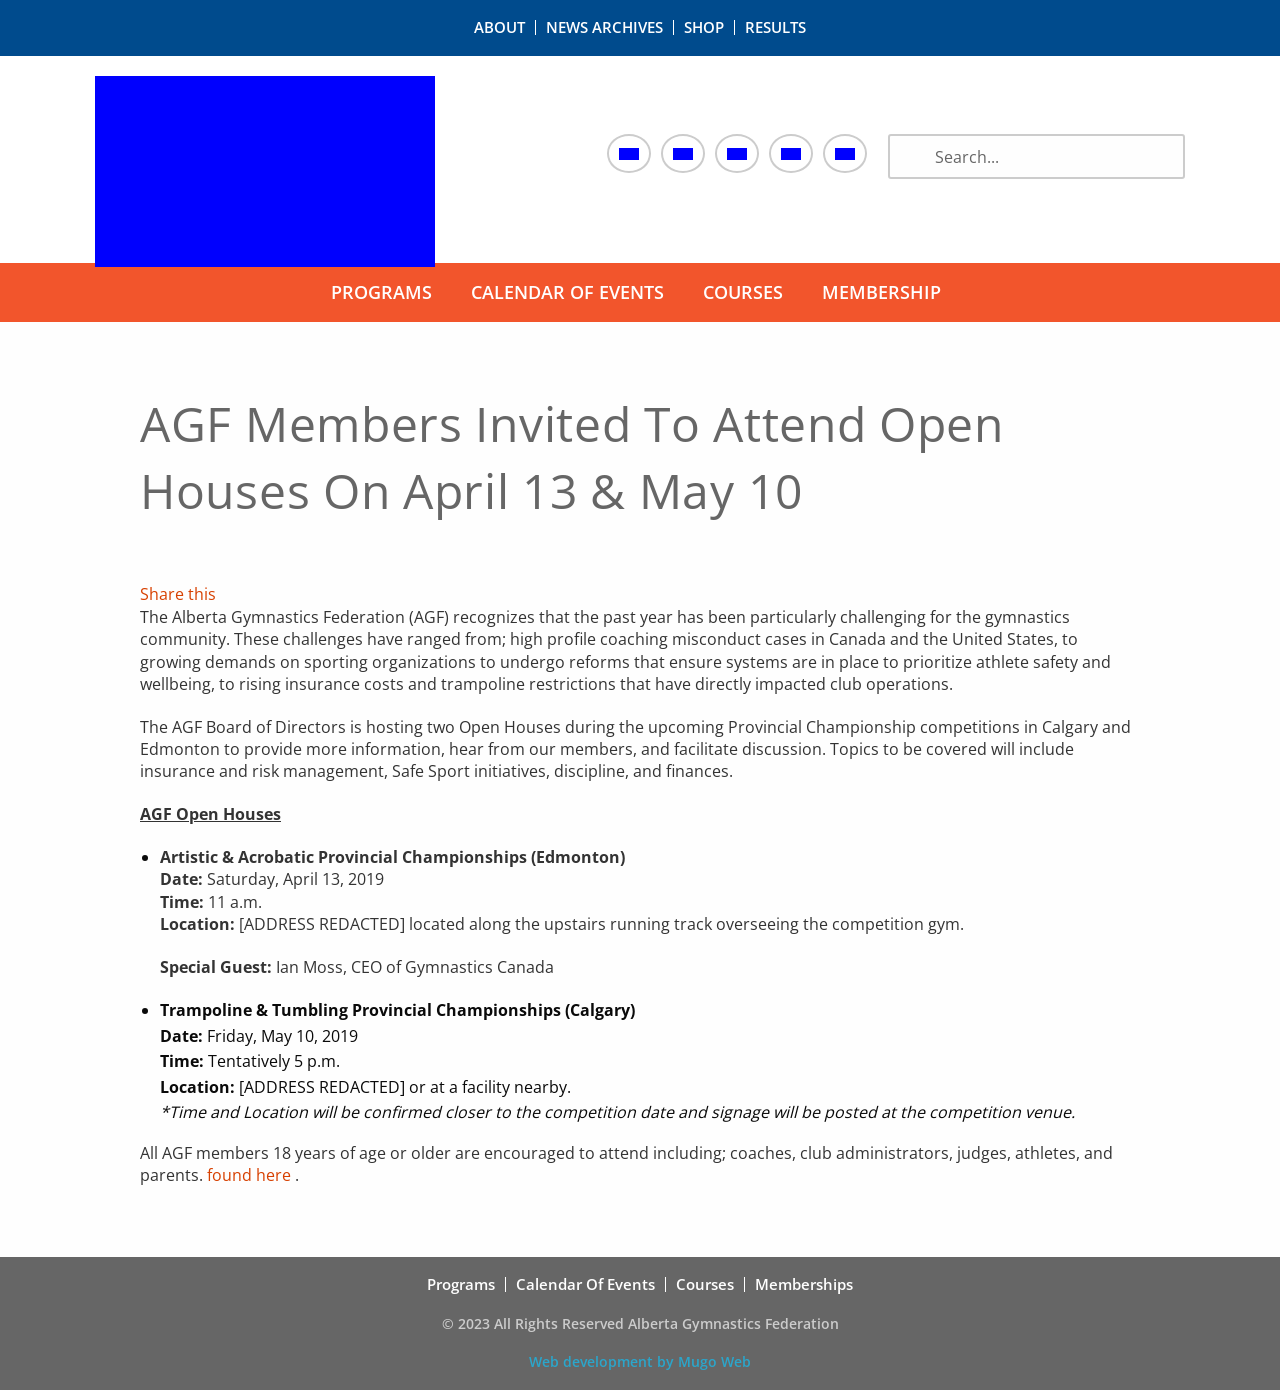 ABOUT NEWS ARCHIVES SHOP RESULTS
Search...
PROGRAMS CALENDAR OF EVENTS COURSES MEMBERSHIP
AGF Members Invited To Attend Open
Houses On April 13 & May 10
Share this
The Alberta Gymnastics Federation (AGF) recognizes that the past year has been particularly challenging for the gymnastics
community. These challenges have ranged from; high profile coaching misconduct cases in Canada and the United States, to
growing demands on sporting organizations to undergo reforms that ensure systems are in place to prioritize athlete safety and
wellbeing, to rising insurance costs and trampoline restrictions that have directly impacted club operations.
The AGF Board of Directors is hosting two Open Houses during the upcoming Provincial Championship competitions in Calgary and
Edmonton to provide more information, hear from our members, and facilitate discussion. Topics to be covered will include
insurance and risk management, Safe Sport initiatives, discipline, and finances.
AGF Open Houses
• Artistic & Acrobatic Provincial Championships (Edmonton)
Date: Saturday, April 13, 2019
Time: 11 a.m.
Location: [ADDRESS REDACTED] located along the upstairs running track overseeing the competition gym.
Special Guest: Ian Moss, CEO of Gymnastics Canada
• Trampoline & Tumbling Provincial Championships (Calgary)
Date: Friday, May 10, 2019
Time: Tentatively 5 p.m.
Location: [ADDRESS REDACTED] or at a facility nearby.
*Time and Location will be confirmed closer to the competition date and signage will be posted at the competition venue.
All AGF members 18 years of age or older are encouraged to attend including; coaches, club administrators, judges, athletes, and
parents. found here .
Programs Calendar Of Events Courses Memberships
© 2023 All Rights Reserved Alberta Gymnastics Federation
Web development by Mugo Web